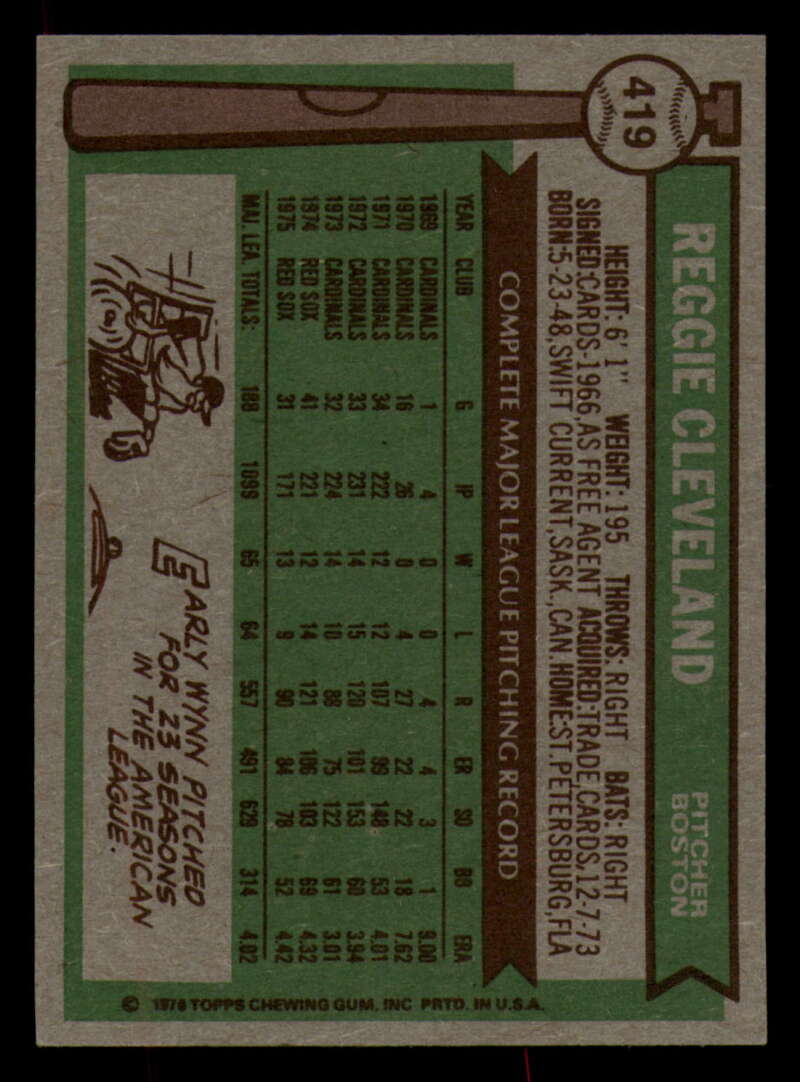 419
REGGIE CLEVELAND
PITCHER
BOSTON
HEIGHT: 6' 1" WEIGHT: 195 THROWS: RIGHT BATS: RIGHT
SIGNED:CARDS-1966,AS FREE AGENT ACQUIRED:TRADE,CARDS,12-7-73
BORN:5-23-48,SWIFT CURRENT,SASK.,CAN.HOME:ST.PETERSBURG,FLA
COMPLETE MAJOR LEAGUE PITCHING RECORD
YEAR CLUB G IP W L R ER SO BB ERA
1969 CARDINALS 1 4 0 0 4 4 3 1 9.00
1970 CARDINALS 16 26 0 4 27 22 22 18 7.62
1971 CARDINALS 34 222 12 12 107 99 148 53 4.01
1972 CARDINALS 33 231 14 15 120 101 153 60 3.94
1973 CARDINALS 32 224 14 10 88 75 122 61 3.01
1974 RED SOX 41 221 12 14 121 106 103 69 4.32
1975 RED SOX 31 171 13 9 90 84 78 52 4.42
MAJ. LEA. TOTALS: 188 1099 65 64 557 491 629 314 4.02
EARLY WYNN PITCHED
FOR 23 SEASONS
IN THE AMERICAN
LEAGUE.
© 1976 TOPPS CHEWING GUM, INC PRTD. IN U.S.A.